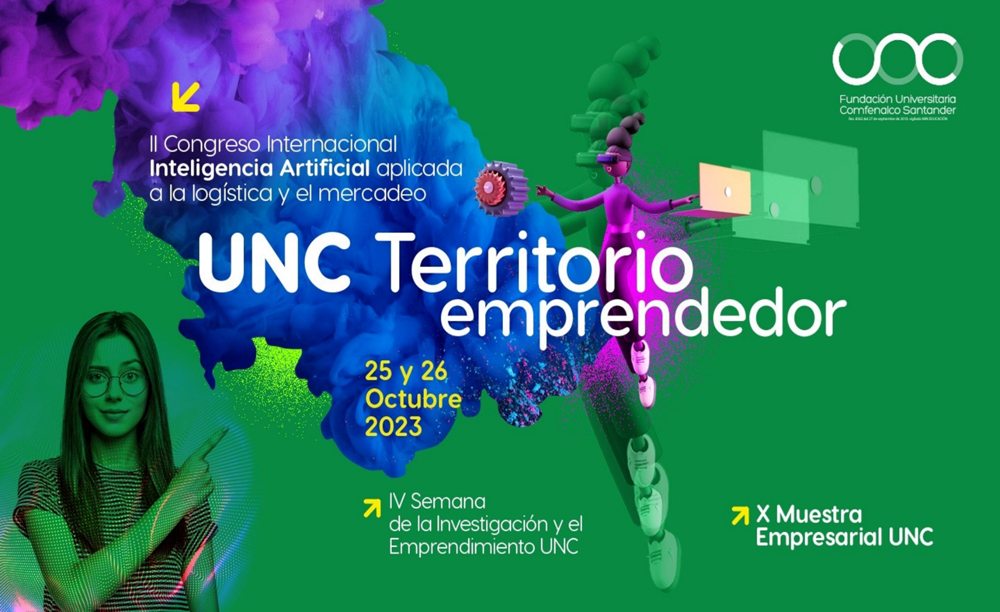 Fundación Universitaria
Comfenalco Santander
Res. 8362 del 27 de septiembre de 2010. vigilado MIN EDUCACIÓN
II Congreso Internacional
Inteligencia Artificial aplicada
a la logística y el mercadeo
UNC Territorio
emprendedor
25 y 26
Octubre
2023
IV Semana
de la Investigación y el
Emprendimiento UNC
X Muestra
Empresarial UNC